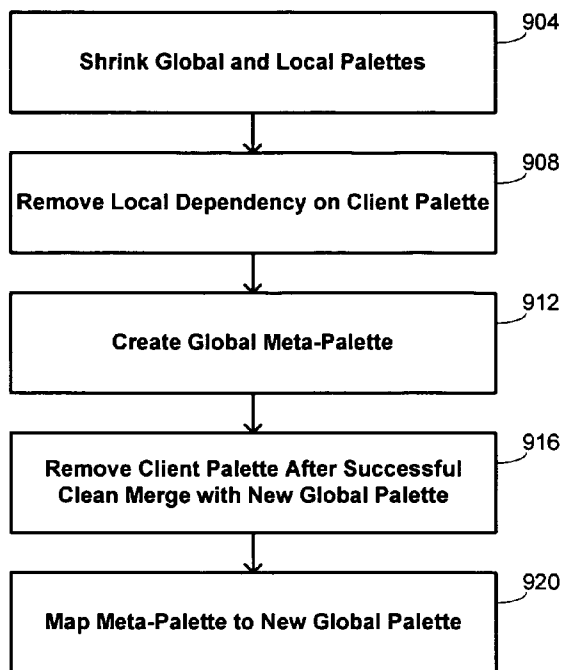 904
Shrink Global and Local Palettes
908
Remove Local Dependency on Client Palette
912
Create Global Meta-Palette
916
Remove Client Palette After Successful
Clean Merge with New Global Palette
920
Map Meta-Palette to New Global Palette